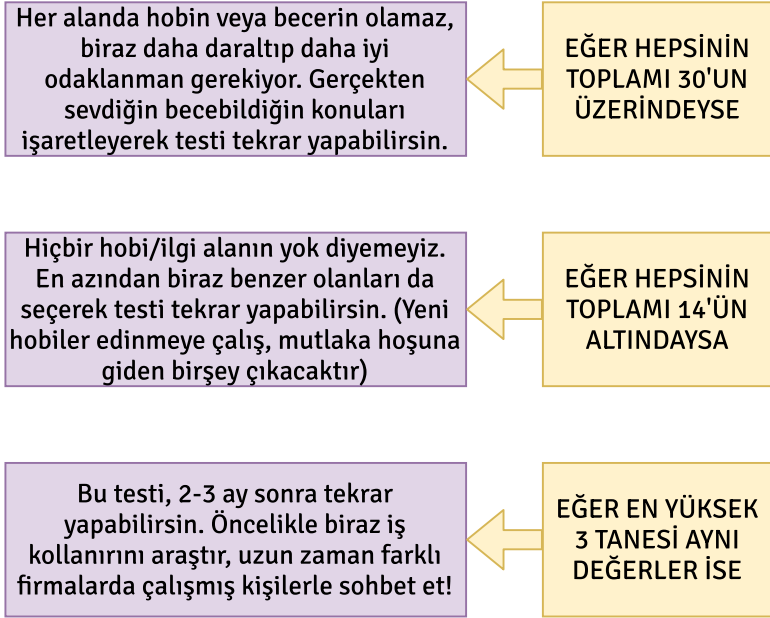 Her alanda hobin veya becerin olamaz,
biraz daha daraltıp daha iyi
odaklanman gerekiyor. Gerçekten
sevdiğin becebildiğin konuları
işaretleyerek testi tekrar yapabilirsin.
EĞER HEPSİNİN
TOPLAMI 30'UN
ÜZERİNDEYSE
Hiçbir hobi/ilgi alanın yok diyemeyiz.
En azından biraz benzer olanları da
seçerek testi tekrar yapabilirsin. (Yeni
hobiler edinmeye çalış, mutlaka hoşuna
giden birşey çıkacaktır)
EĞER HEPSİNİN
TOPLAMI 14'ÜN
ALTINDAYSA
Bu testi, 2-3 ay sonra tekrar
yapabilirsin. Öncelikle biraz iş
kollanırını araştır, uzun zaman farklı
firmalarda çalışmış kişilerle sohbet et!
EĞER EN YÜKSEK
3 TANESİ AYNI
DEĞERLER İSE